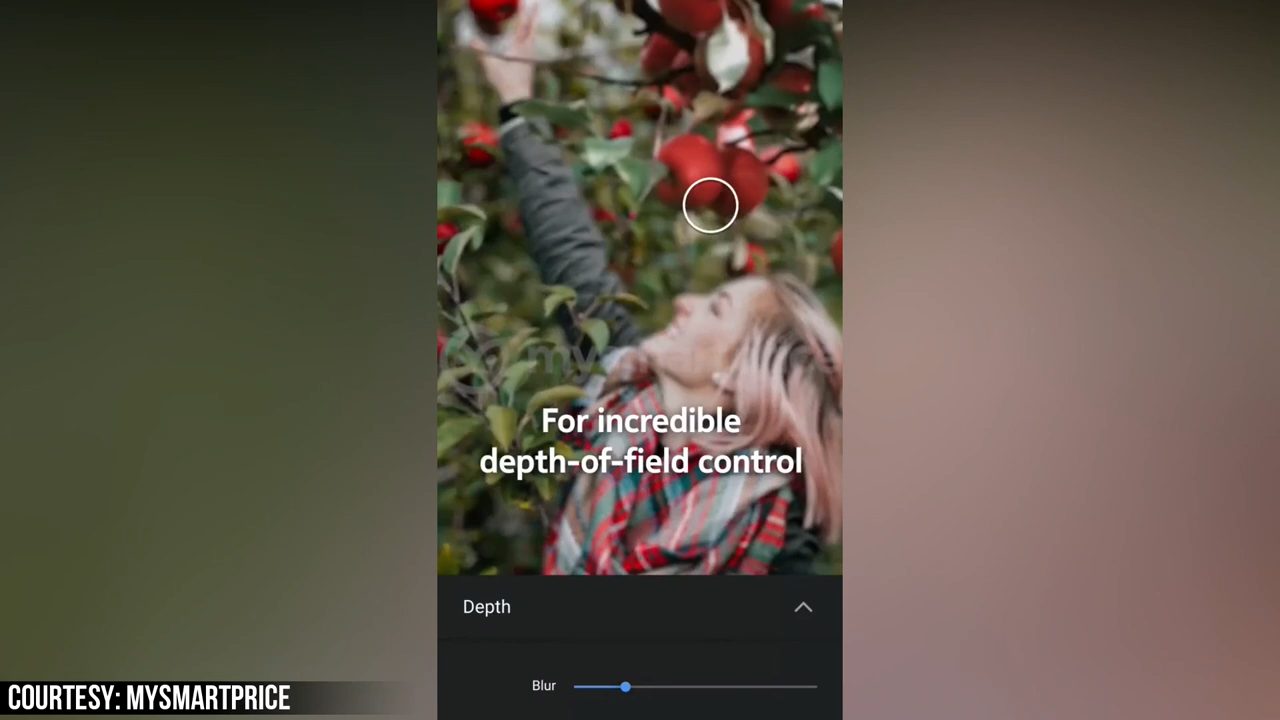 For incredible
depth-of-field control
Depth
Blur
COURTESY: MYSMARTPRICE